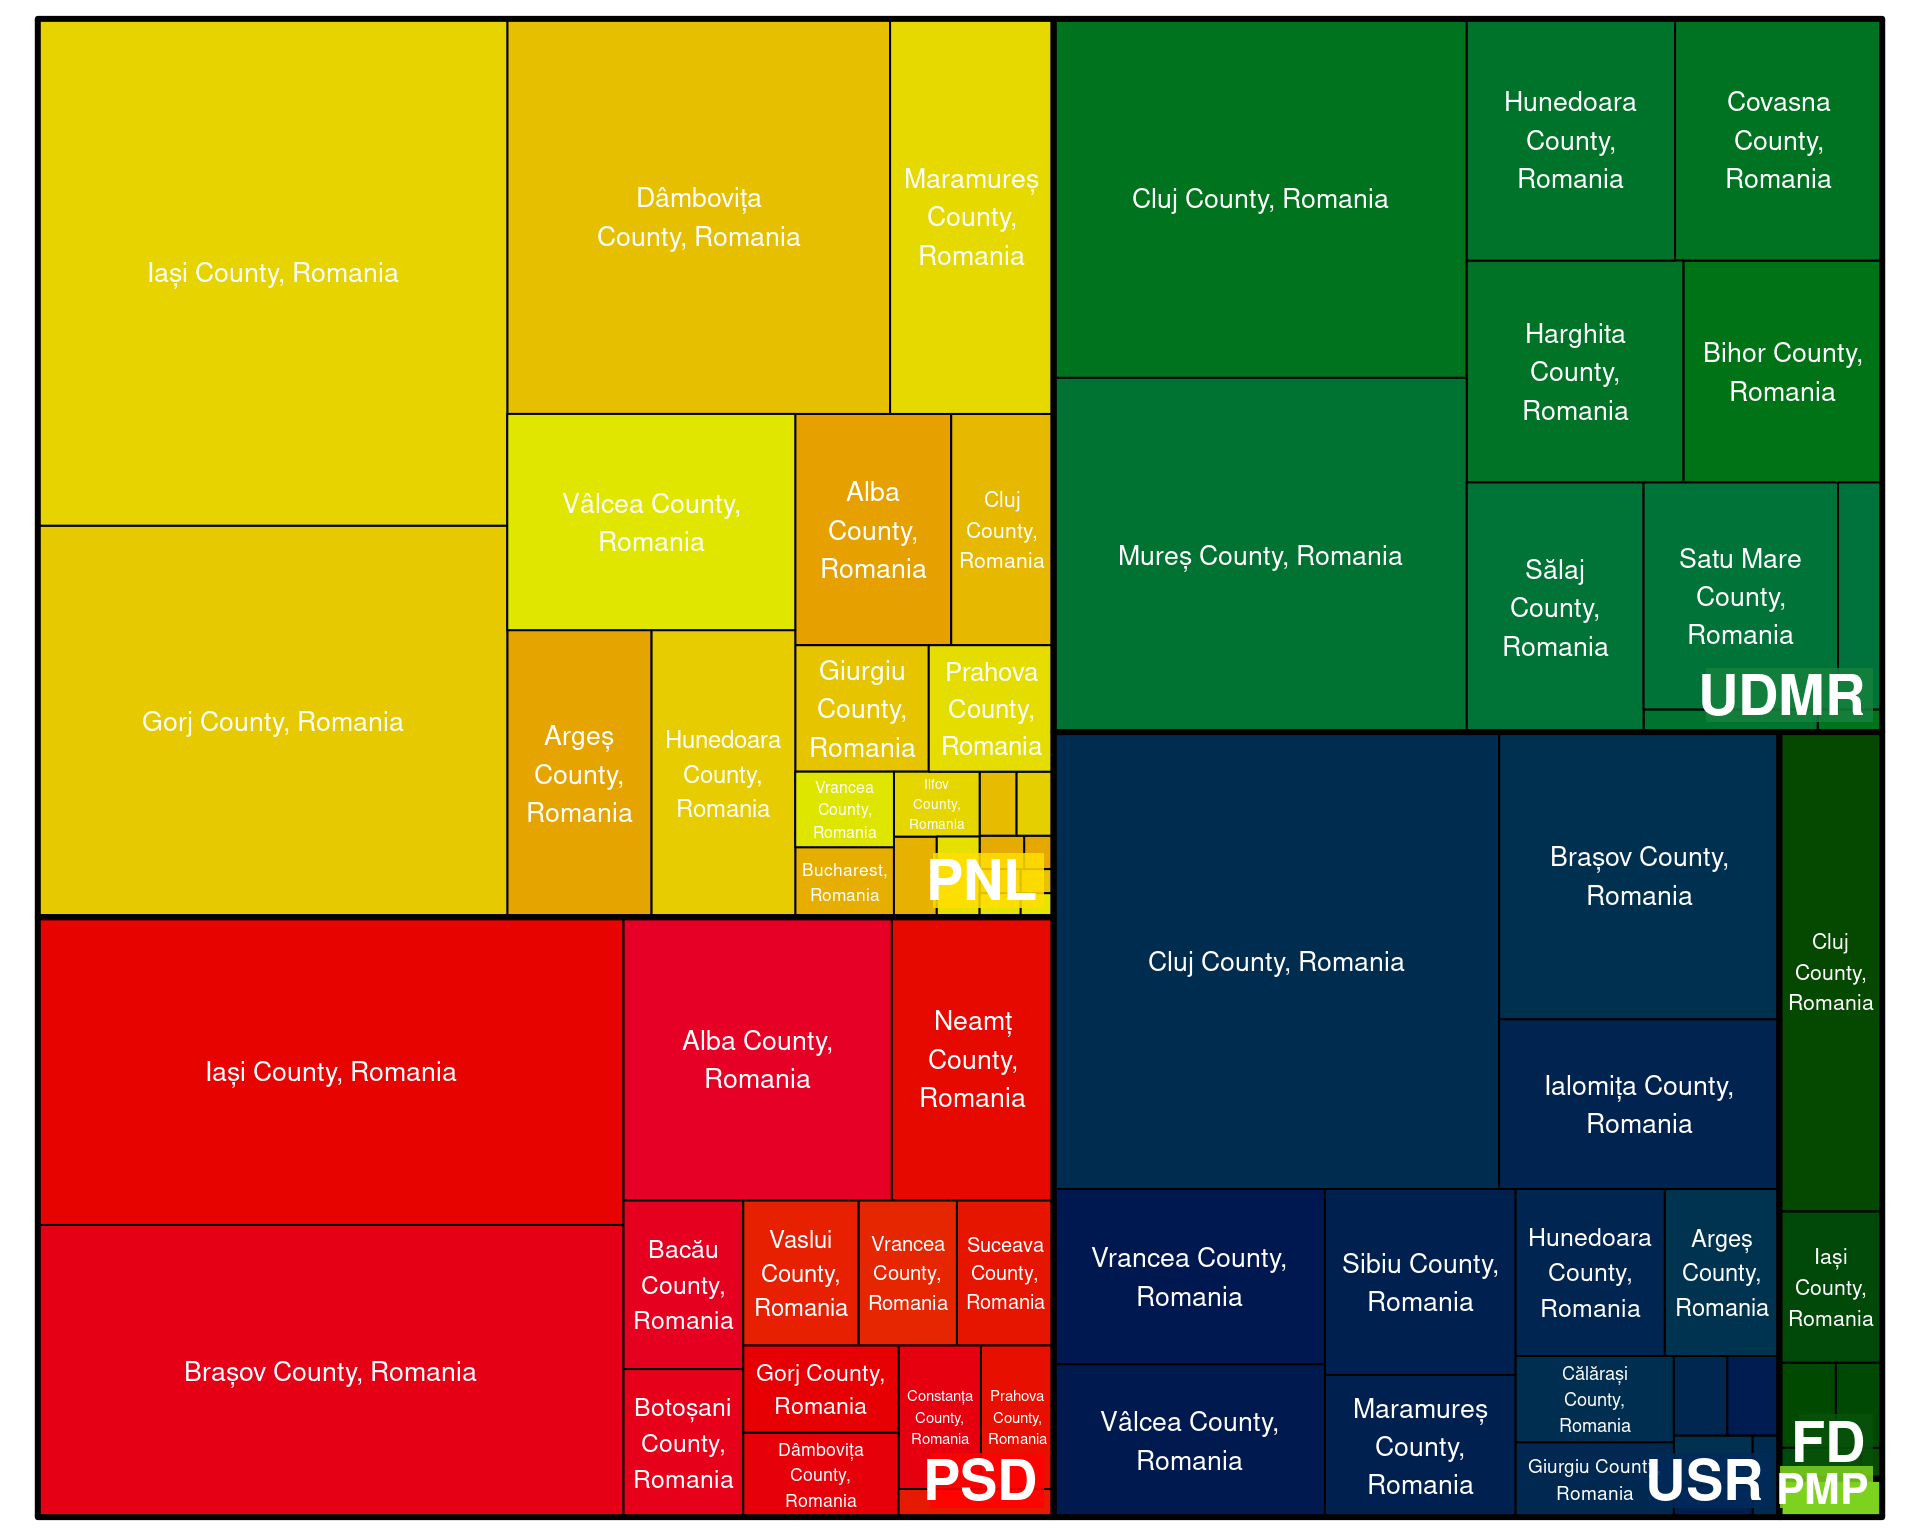 Iași County, Romania
Dâmbovița
County, Romania
Maramureș
County,
Romania
Gorj County, Romania
Vâlcea County,
Romania
Alba
County,
Romania
Cluj
County,
Romania
Argeș
County,
Romania
Hunedoara
County,
Romania
Giurgiu
County,
Romania
Prahova
County,
Romania
Vrancea
County,
Romania
Ilfov
County,
Romania
Bucharest,
Romania
PNL
Cluj County, Romania
Hunedoara
County,
Romania
Covasna
County,
Romania
Harghita
County,
Romania
Bihor County,
Romania
Mureș County, Romania
Sălaj
County,
Romania
Satu Mare
County,
Romania
UDMR
Iași County, Romania
Alba County,
Romania
Neamț
County,
Romania
Brașov County, Romania
Bacău
County,
Romania
Vaslui
County,
Romania
Vrancea
County,
Romania
Suceava
County,
Romania
Botoșani
County,
Romania
Gorj County,
Romania
Dâmbovița
County,
Romania
Constanța
County,
Romania
Prahova
County,
Romania
PSD
Cluj County, Romania
Brașov County,
Romania
Ialomița County,
Romania
Vrancea County,
Romania
Sibiu County,
Romania
Hunedoara
County,
Romania
Argeș
County,
Romania
Vâlcea County,
Romania
Maramureș
County,
Romania
Călărași
County,
Romania
Giurgiu County,
Romania
USR
Cluj
County,
Romania
Iași
County,
Romania
FD
PMP